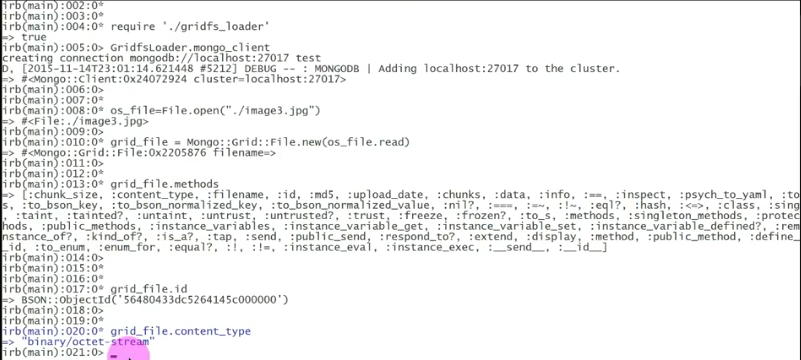 irb(main):002:0*
irb(main):003:0*
irb(main):004:0* require './gridfs_loader'
=> true
irb(main):005:0> GridfsLoader.mongo_client
creating connection mongodb://localhost:27017 test
D, [2015-11-14T23:01:14.621448 #5212] DEBUG -- : MONGODB | Adding localhost:27017 to the cluster.
=> #<Mongo::Client:0x24072924 cluster=localhost:27017>
irb(main):006:0>
irb(main):007:0*
irb(main):008:0* os_file=File.open("./image3.jpg")
=> #<File:./image3.jpg>
irb(main):009:0>
irb(main):010:0* grid_file = Mongo::Grid::File.new(os_file.read)
=> #<Mongo::Grid::File:0x2205876 filename=>
irb(main):011:0>
irb(main):012:0*
irb(main):013:0* grid_file.methods
=> [:chunk_size, :content_type, :filename, :id, :md5, :upload_date, :chunks, :data, :info, :==, :inspect, :psych_to_yaml, :to
s, :to_bson_key, :to_bson_normalized_key, :to_bson_normalized_value, :nil?, :===, :=~, :!~, :eql?, :hash, :<=>, :class, :sing
, :taint, :tainted?, :untaint, :untrust, :untrusted?, :trust, :freeze, :frozen?, :to_s, :methods, :singleton_methods, :protec
hods, :public_methods, :instance_variables, :instance_variable_get, :instance_variable_set, :instance_variable_defined?, :rem
nstance_of?, :kind_of?, :is_a?, :tap, :send, :public_send, :respond_to?, :extend, :display, :method, :public_method, :define_
_id, :to_enum, :enum_for, :equal?, :!, :!=, :instance_eval, :instance_exec, :__send__, :__id__]
irb(main):014:0>
irb(main):015:0*
irb(main):016:0*
irb(main):017:0* grid_file.id
=> BSON::ObjectId('56480433dc5264145c000000')
irb(main):018:0>
irb(main):019:0*
irb(main):020:0* grid_file.content_type
=> "binary/octet-stream"
irb(main):021:0>